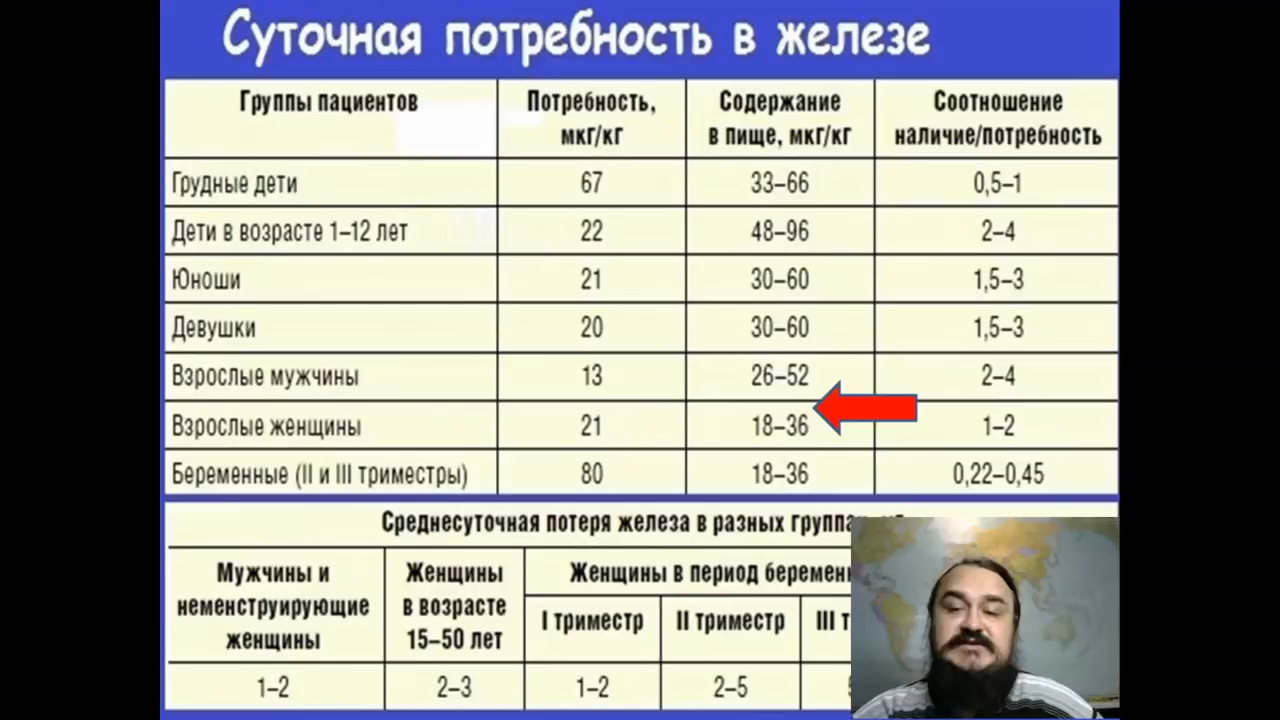 Суточная потребность в железе
Группы пациентов Потребность, мкг/кг Содержание в пище, мкг/кг Соотношение наличие/потребность
Грудные дети 67 33–66 0,5–1
Дети в возрасте 1–12 лет 22 48–96 2–4
Юноши 21 30–60 1,5–3
Девушки 20 30–60 1,5–3
Взрослые мужчины 13 26–52 2–4
Взрослые женщины 21 18–36 1–2
Беременные (II и III триместры) 80 18–36 0,22–0,45
Среднесуточная потеря железа в разных
Мужчины и неменструирующие женщины Женщины в возрасте 15–50 лет Женщины в период
I триместр II триместр III
1–2 2–3 1–2 2–5